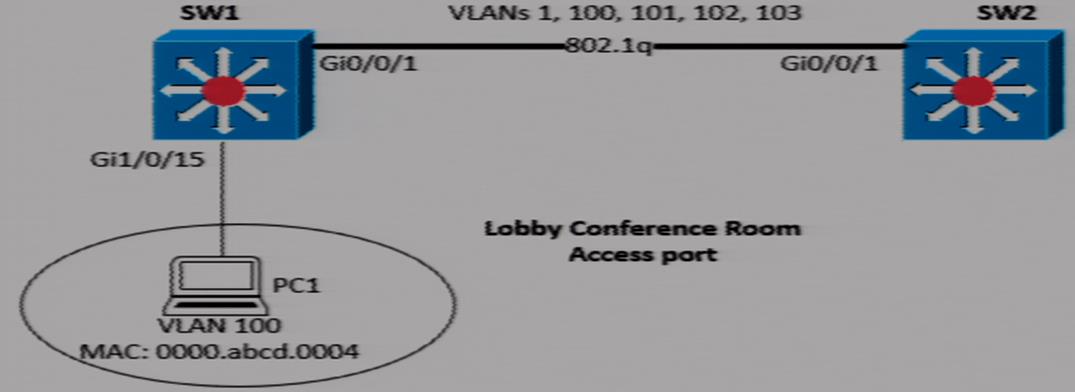 SW1
VLANs 1, 100, 101, 102, 103
SW2
802.1q
Gi0/0/1
Gi0/0/1
Gi1/0/15
Lobby Conference Room
Access port
PC1
VLAN 100
MAC: 0000.abcd.0004